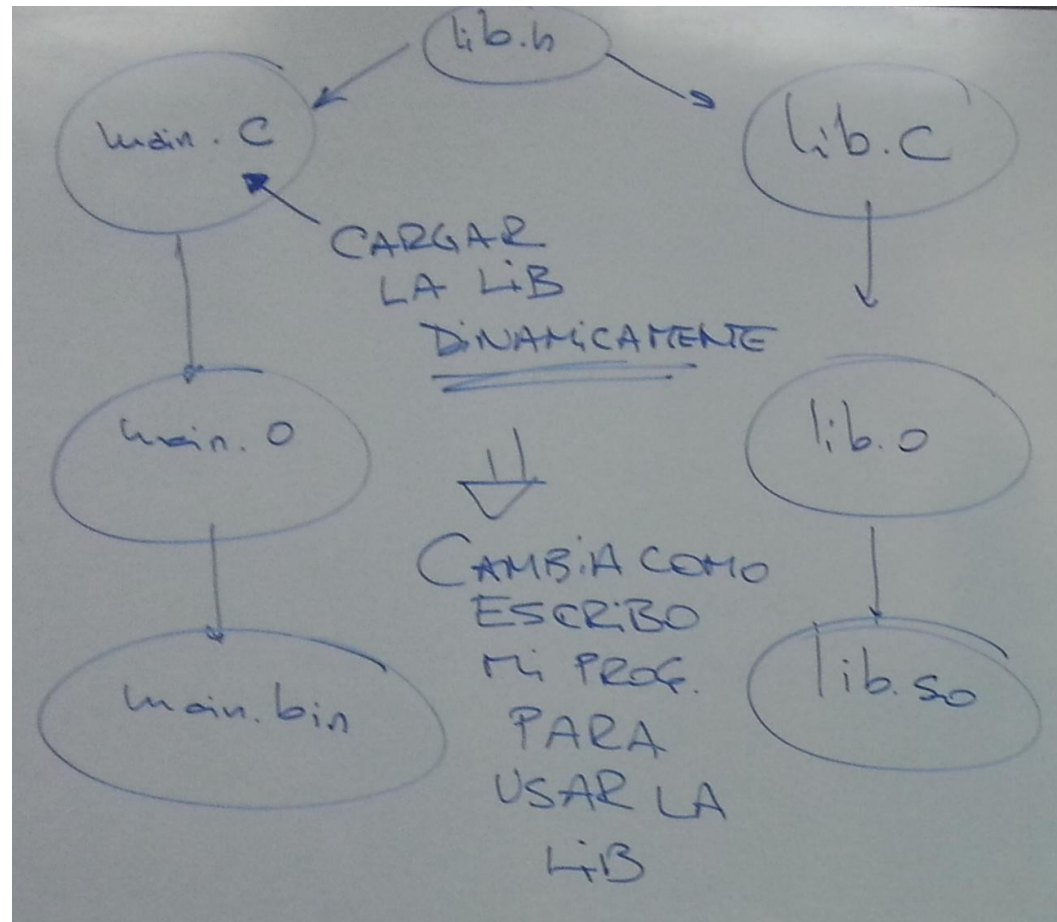 lib.h
main.c
lib.c
CARGAR
LA LiB
DiNAMiCAMENTE
main.o
lib.o
CAMBiA COMO
ESCRiBO
Mi PROG.
PARA
USAR LA
LiB
main.bin
lib.so